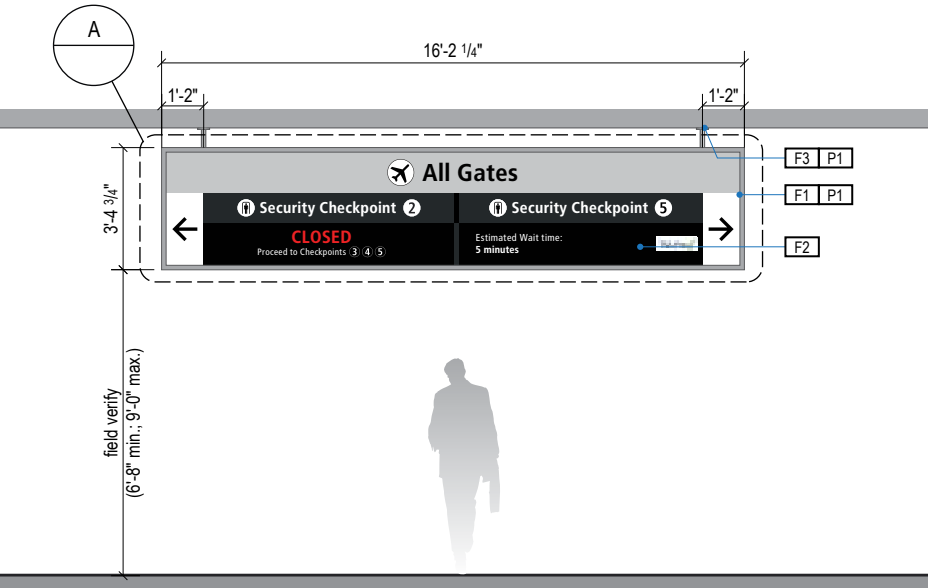 A
16'-2 1/4"
1'-2"
1'-2"
F3 P1
All Gates
F1 P1
3'-4 3/4"
Security Checkpoint 2
Security Checkpoint 5
CLOSED
Proceed to Checkpoints 3 4 5
Estimated Wait time:
5 minutes
F2
field verify
(6'-8" min.; 9'-0" max.)